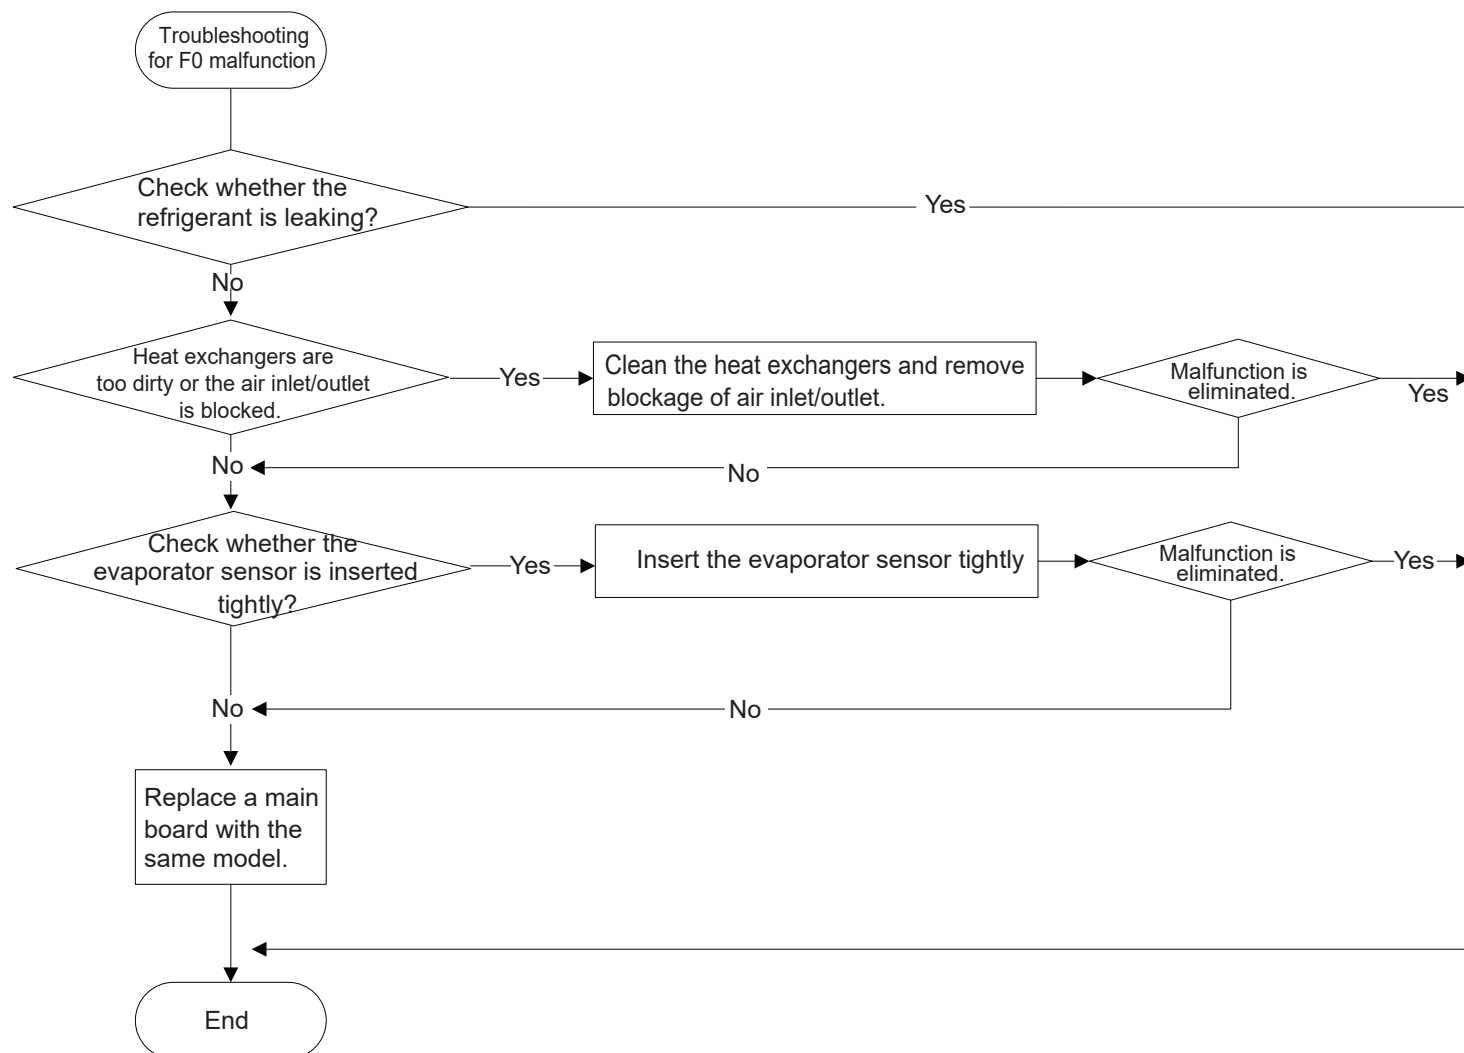 Troubleshooting
for F0 malfunction
Check whether the
refrigerant is leaking?
Yes
No
Heat exchangers are
too dirty or the air inlet/outlet
is blocked.
Yes
Clean the heat exchangers and remove
blockage of air inlet/outlet.
Malfunction is
eliminated.
Yes
No
No
Check whether the
evaporator sensor is inserted
tightly?
Yes
Insert the evaporator sensor tightly
Malfunction is
eliminated.
Yes
No
No
Replace a main
board with the
same model.
End